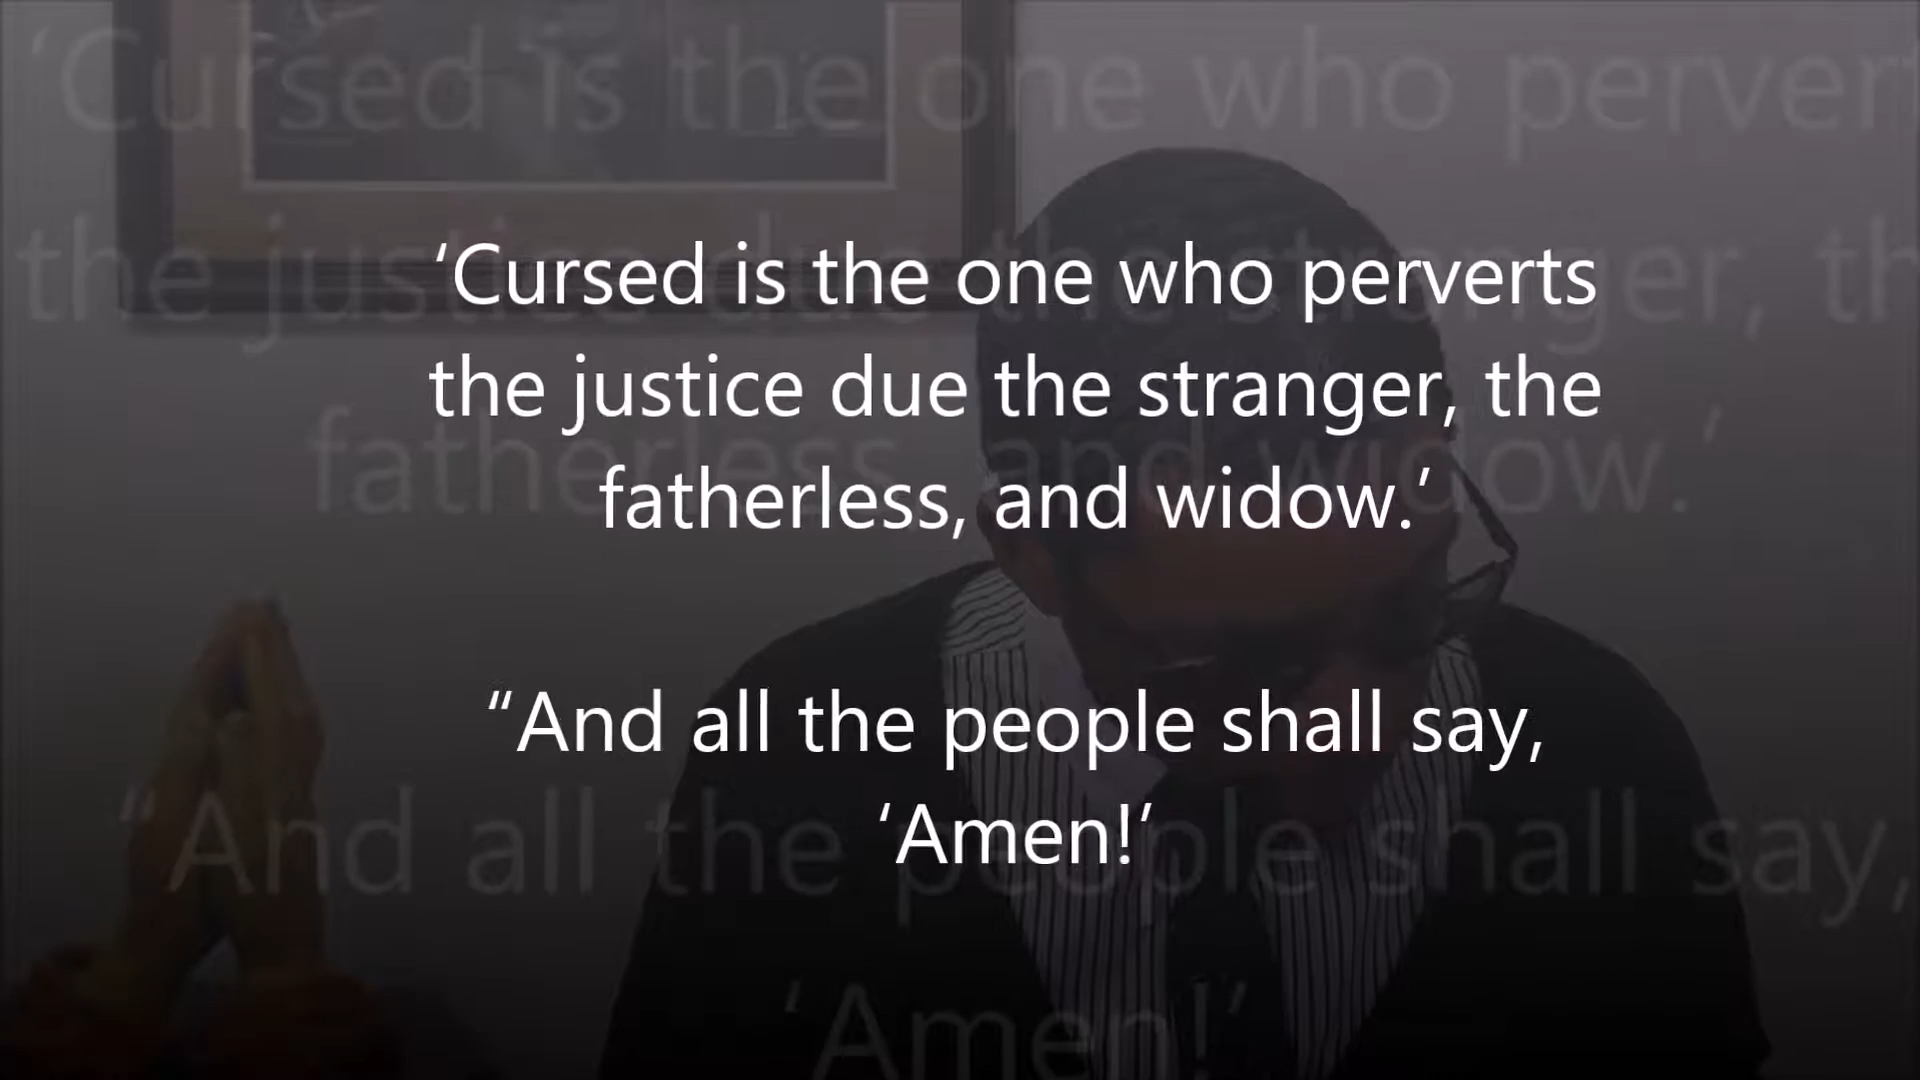 ‘Cursed is the one who perverts
the justice due the stranger, the
fatherless, and widow.’
“And all the people shall say,
‘Amen!’